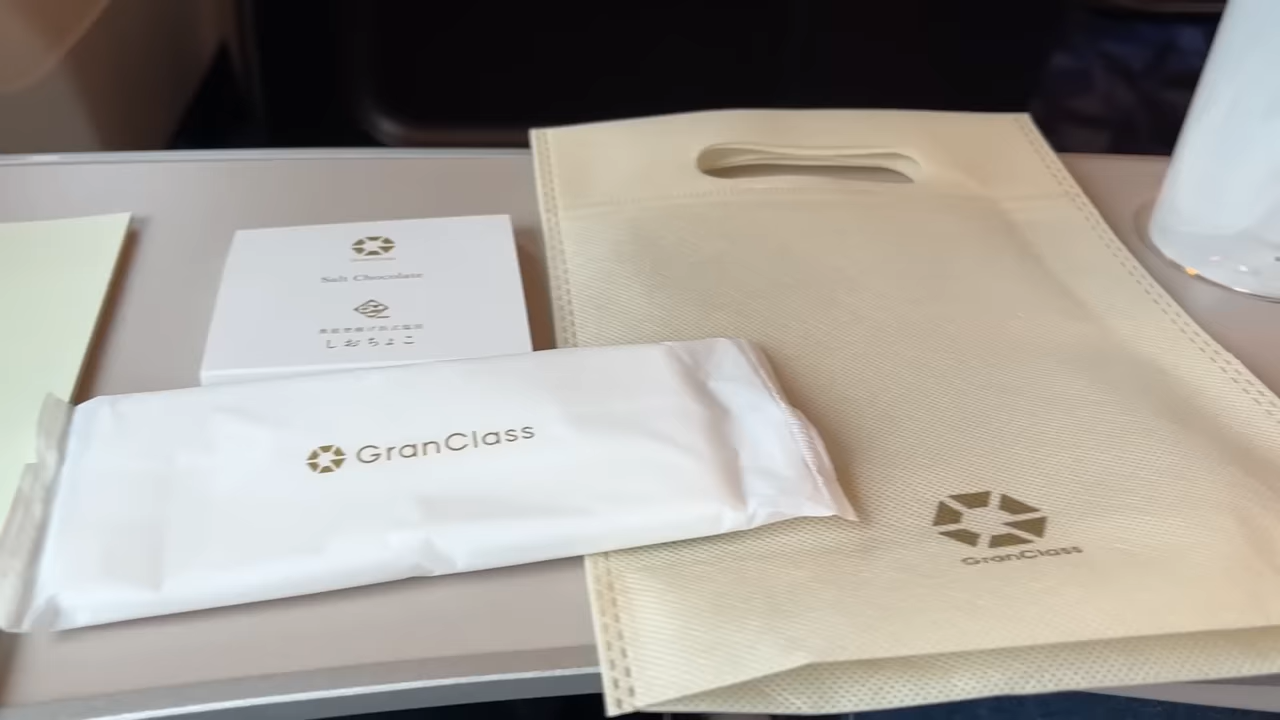 Salt Chocolate
しおちょこ
GranClass
GranClass